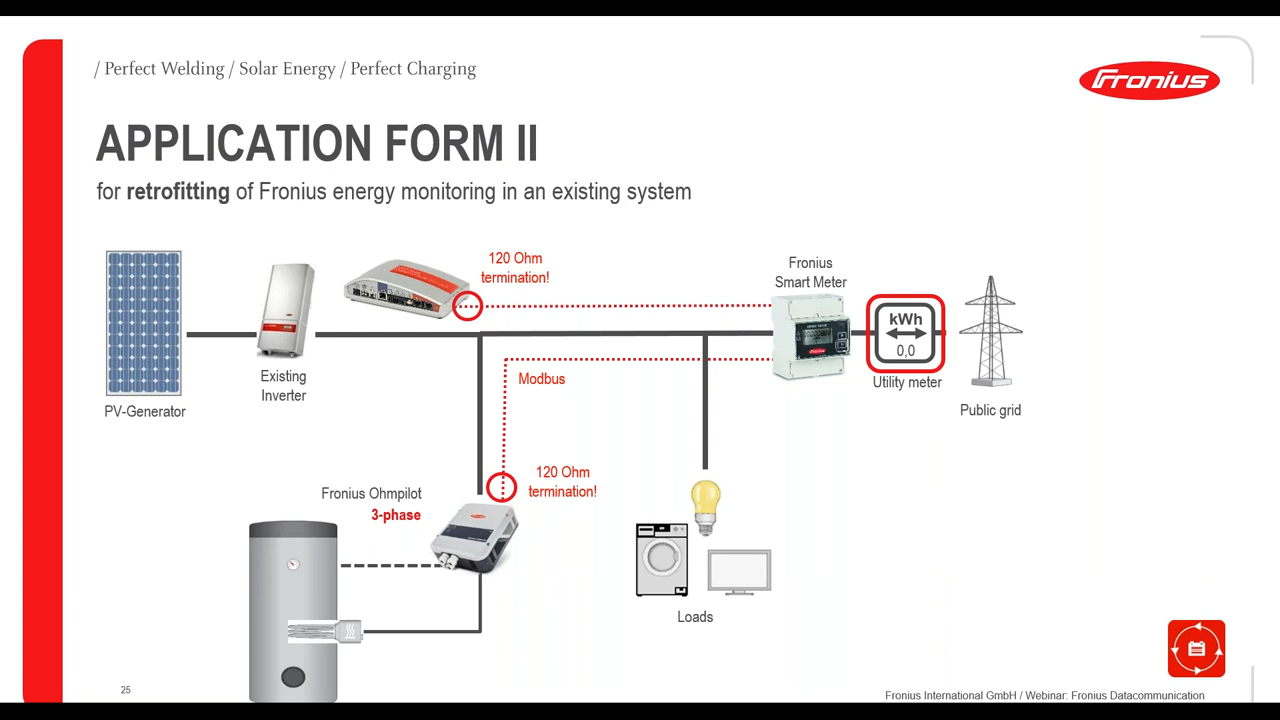 / Perfect Welding / Solar Energy / Perfect Charging
Fronius
APPLICATION FORM II
for retrofitting of Fronius energy monitoring in an existing system
120 Ohm
termination!
Fronius
Smart Meter
kWh
0,0
Utility meter
Public grid
Existing
Inverter
PV-Generator
Modbus
120 Ohm
termination!
Fronius Ohmpilot
3-phase
Loads
25
Fronius International GmbH / Webinar: Fronius Datacommunication